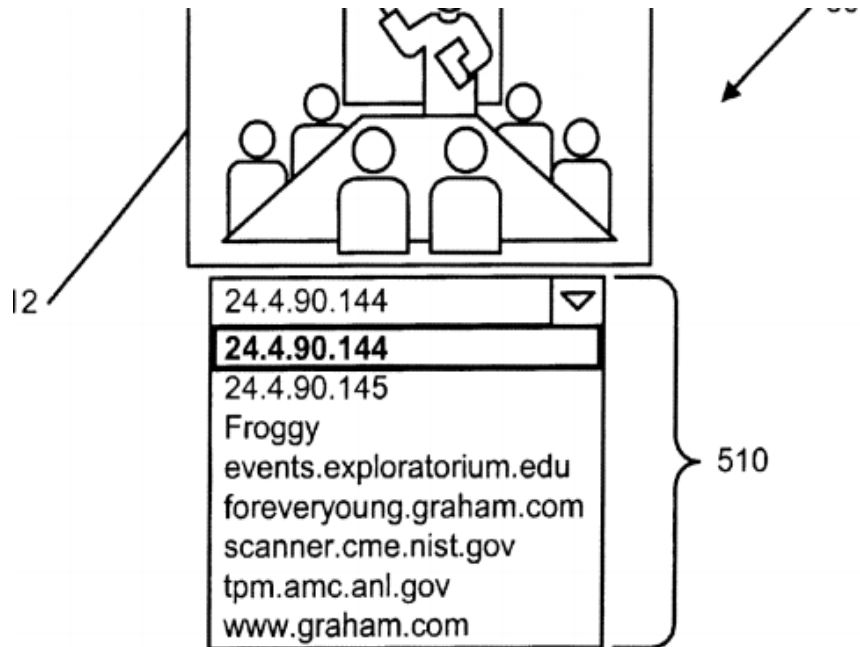 12
24.4.90.144
24.4.90.144
24.4.90.145
Froggy
events.exploratorium.edu
510
foreveryoung.graham.com
scanner.cme.nist.gov
tpm.amc.anl.gov
www.graham.com